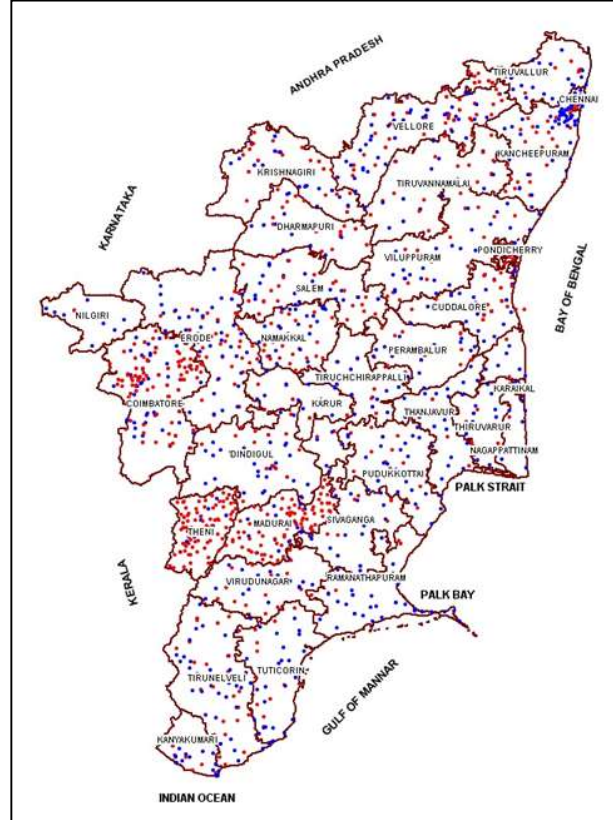 ANDHRA PRADESH
TIRUVALLUR
CHENNAI
VELLORE
KANCHEEPURAM
KRISHNAGIRI
TIRUVANNAMALAI
KARNATAKA
DHARMAPURI
PONDICHERRY
VILUPPURAM
BAY OF BENGAL
SALEM
CUDDALORE
NILGIRI
ERODE
NAMAKKAL
PERAMBALUR
TIRUCHCHIRAPPALLI
KARAIKAL
COIMBATORE
KARUR
THANJAVUR
THIRUVARUR
DINDIGUL
NAGAPPATTINAM
PUDUKKOTTAI
PALK STRAIT
MADURAI
SIVAGANGA
THENI
KERALA
VIRUDUNAGAR
RAMANATHAPURAM
PALK BAY
TUTICORIN
TIRUNELVELI
GULF OF MANNAR
KANYAKUMARI
INDIAN OCEAN